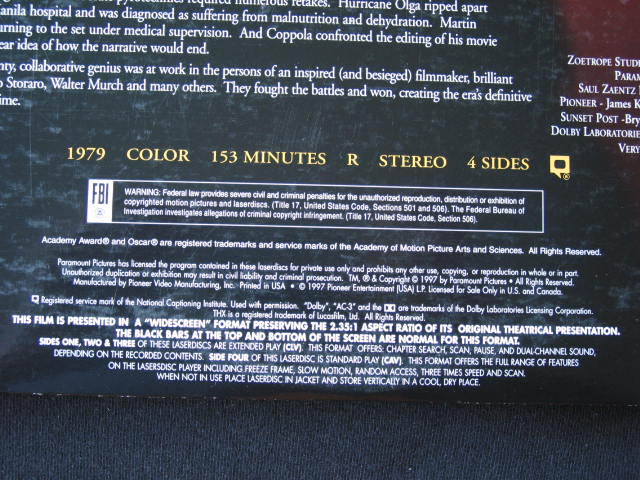 requiring numerous retakes. Hurricane Olga ripped apart
anila hospital and was diagnosed as suffering from malnutrition and dehydration. Martin
urning to the set under medical supervision. And Coppola confronted the editing of his movie
ear idea of how the narrative would end.
ty, collaborative genius was at work in the persons of an inspired (and besieged) filmmaker, brilliant
o Storaro, Walter Murch and many others. They fought the battles and won, creating the era's definitive
ime.
ZOETROPE STUD
PARAM
SAUL ZAENTZ
PIONEER - James K
SUNSET POST -Bry
DOLBY LABORATORIE
VERY
1979 COLOR 153 MINUTES R STEREO 4 SIDES
FBI
WARNING: Federal law provides severe civil and criminal penalties for the unauthorized reproduction, distribution or exhibition of
copyrighted motion pictures and laserdiscs. (Title 17, United States Code, Sections 501 and 506). The Federal Bureau of
Investigation investigates allegations of criminal copyright infringement. (Title 17, United States Code, Section 506).
Academy Award® and Oscar® are registered trademarks and service marks of the Academy of Motion Picture Arts and Sciences. All Rights Reserved.
Paramount Pictures has licensed the program contained in these laserdiscs for private use only and prohibits any other use, copying, or reproduction in whole or in part.
Unauthorized duplication or exhibition may result in civil liability and criminal prosecution. TM, ® & Copyright © 1997 by Paramount Pictures • All Rights Reserved.
Manufactured by Pioneer Video Manufacturing, Inc. • Printed in USA • © 1997 Pioneer Entertainment (USA) L.P. Licensed for Sale Only in U.S. and Canada.
Registered service mark of the National Captioning Institute. Used with permission. "Dolby", "AC-3" and the are trademarks of the Dolby Laboratories Licensing Corporation.
THX is a registered trademark of Lucasfilm, Ltd. All Rights Reserved.
THIS FILM IS PRESENTED IN A "WIDESCREEN" FORMAT PRESERVING THE 2.35:1 ASPECT RATIO OF ITS ORIGINAL THEATRICAL PRESENTATION.
THE BLACK BARS AT THE TOP AND BOTTOM OF THE SCREEN ARE NORMAL FOR THIS FORMAT.
SIDES ONE, TWO & THREE OF THESE LASERDISCS ARE EXTENDED PLAY (CLV). THIS FORMAT OFFERS: CHAPTER SEARCH, SCAN, PAUSE, AND DUAL-CHANNEL SOUND,
DEPENDING ON THE RECORDED CONTENTS. SIDE FOUR OF THIS LASERDISC IS STANDARD PLAY (CAV). THIS FORMAT OFFERS THE FULL RANGE OF FEATURES
ON THE LASERSDISC PLAYER INCLUDING FREEZE FRAME, SLOW MOTION, RANDOM ACCESS, THREE TIMES SPEED AND SCAN.
WHEN NOT IN USE PLACE LASERDISC IN JACKET AND STORE VERTICALLY IN A COOL, DRY PLACE.